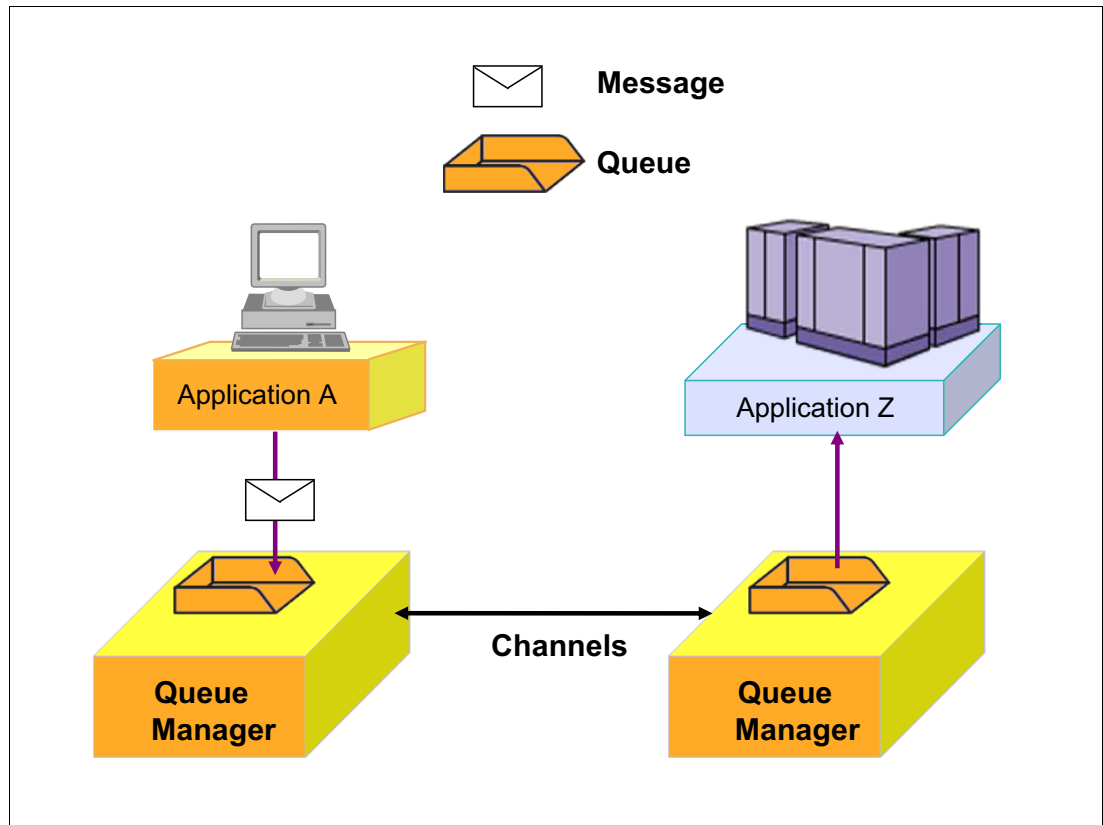 Message
Queue
Application A
Application Z
Channels
Queue
Manager
Queue
Manager